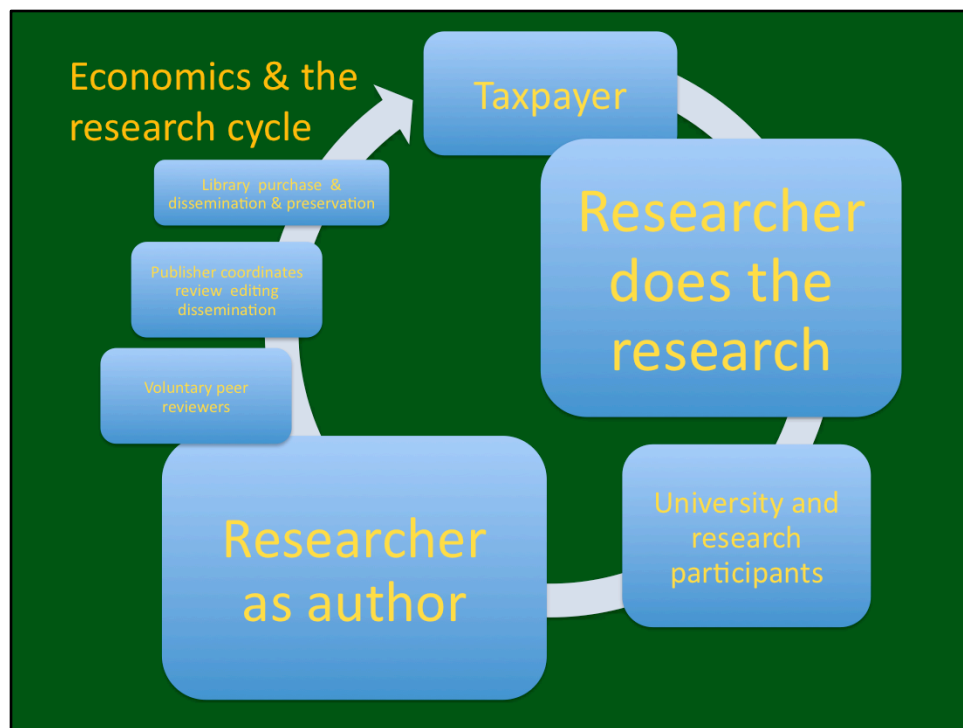 Economics & the
research cycle
Taxpayer
Researcher
does the
research
University and
research
participants
Researcher
as author
Voluntary peer
reviewers
Publisher coordinates
review editing
dissemination
Library purchase &
dissemination & preservation